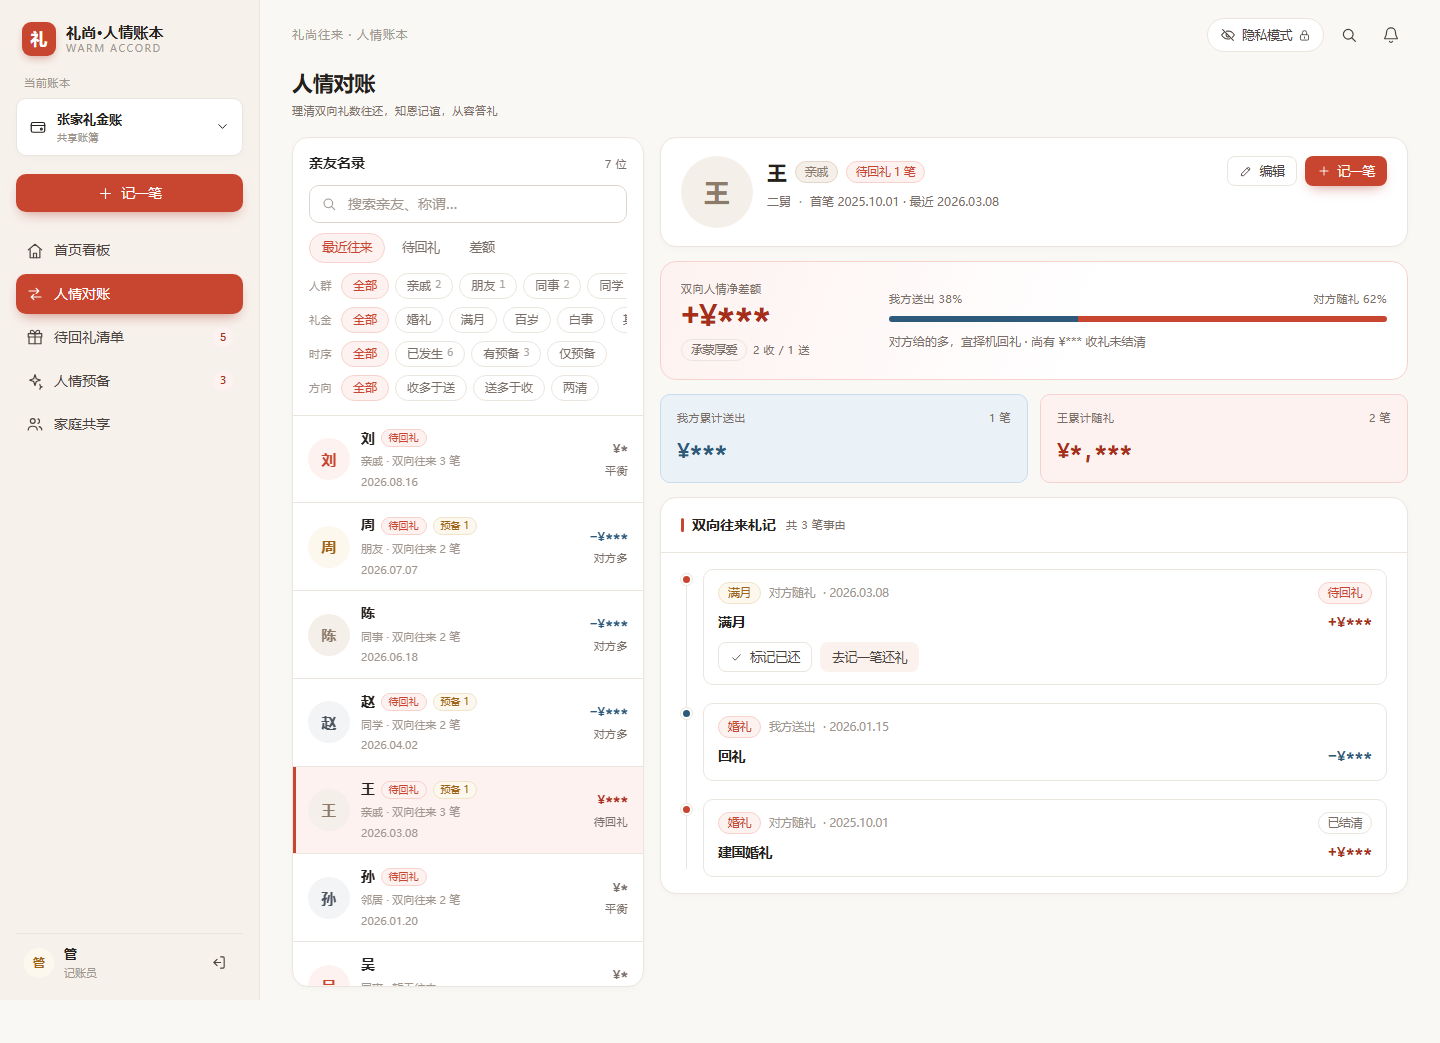 礼 礼尚•人情账本
WARM ACCORD
当前账本
张家礼金账
共享账簿
记一笔
首页看板
人情对账
待回礼清单 5
人情预备 3
家庭共享
管 管
记账员
礼尚往来 · 人情账本
隐私模式
人情对账
理清双向礼数往还，知恩记谊，从容答礼
亲友名录 7 位
搜索亲友、称谓...
最近往来 待回礼 差额
人群 全部 亲戚 2 朋友 1 同事 2 同学
礼金 全部 婚礼 满月 百岁 白事
时序 全部 已发生 6 有预备 3 仅预备
方向 全部 收多于送 送多于收 两清
刘 刘 待回礼 ¥*
亲戚 · 双向往来 3 笔 平衡
2026.08.16
周 周 待回礼 预备 1 −¥***
朋友 · 双向往来 2 笔 对方多
2026.07.07
陈 陈 −¥***
同事 · 双向往来 2 笔 对方多
2026.06.18
赵 赵 待回礼 预备 1 −¥***
同学 · 双向往来 2 笔 对方多
2026.04.02
王 王 待回礼 预备 1 ¥***
亲戚 · 双向往来 3 笔 待回礼
2026.03.08
孙 孙 待回礼 ¥*
邻居 · 双向往来 2 笔 平衡
2026.01.20
吴 ¥*
王 王 亲戚 待回礼 1 笔
二舅 · 首笔 2025.10.01 · 最近 2026.03.08
编辑 记一笔
双向人情净差额
+¥***
承蒙厚爱 2 收 / 1 送
我方送出 38% 对方随礼 62%
对方给的多，宜择机回礼 · 尚有 ¥*** 收礼未结清
我方累计送出 1 笔
¥***
王累计随礼 2 笔
¥*,***
双向往来札记 共 3 笔事由
满月 对方随礼 · 2026.03.08 待回礼
满月 +¥***
标记已还 去记一笔还礼
婚礼 我方送出 · 2026.01.15
回礼 −¥***
婚礼 对方随礼 · 2025.10.01 已结清
建国婚礼 +¥***